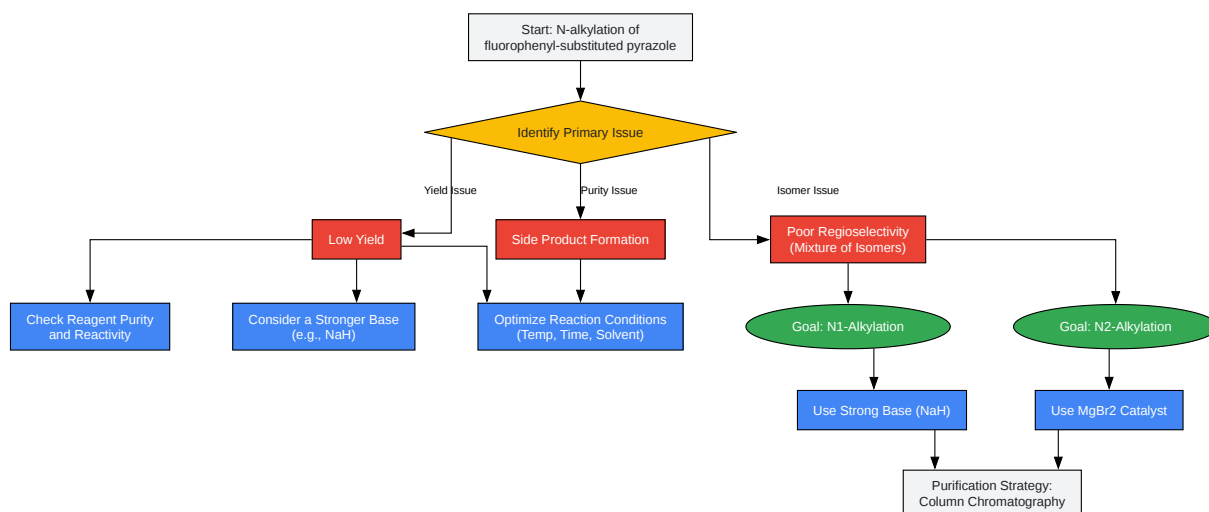 Start: N-alkylation of
fluorophenyl-substituted pyrazole
Identify Primary Issue
Yield Issue
Purity Issue
Isomer Issue
Low Yield
Side Product Formation
Poor Regioselectivity
(Mixture of Isomers)
Check Reagent Purity
and Reactivity
Consider a Stronger Base
(e.g., NaH)
Optimize Reaction Conditions
(Temp, Time, Solvent)
Goal: N1-Alkylation
Goal: N2-Alkylation
Use Strong Base (NaH)
Use MgBr2 Catalyst
Purification Strategy:
Column Chromatography